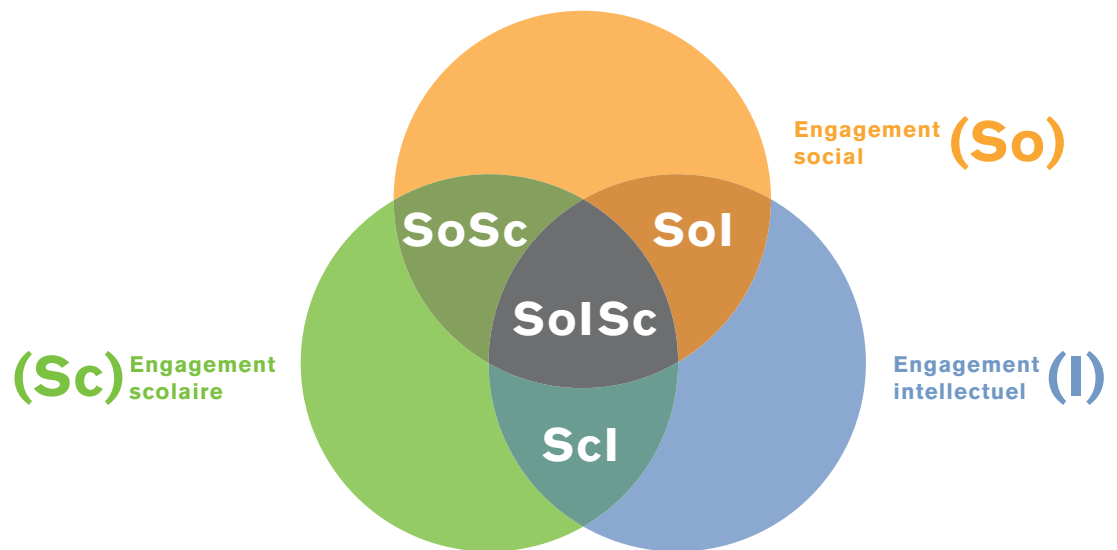 Engagement
social
(So)
SoSc
SoI
SoISc
(Sc)
Engagement
scolaire
Engagement
intellectuel
(I)
ScI